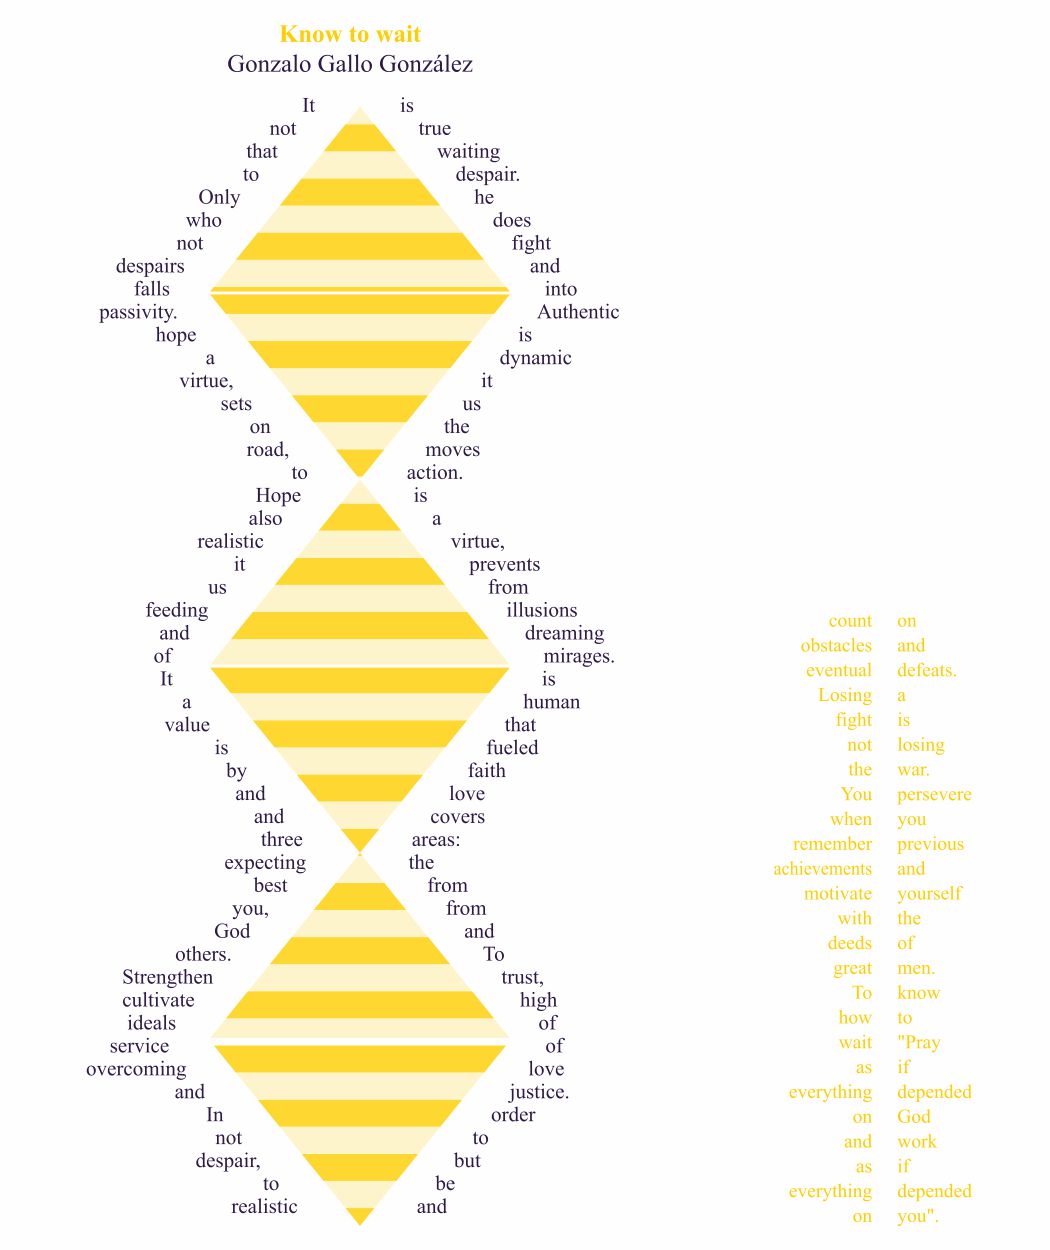 Know to wait
Gonzalo Gallo González
It is
not true
that waiting
to despair.
Only he
who does
not fight
despairs and
falls into
passivity. Authentic
hope is
a dynamic
virtue, it
sets us
on the
road, moves
to action.
Hope is
also a
realistic virtue,
it prevents
us from
feeding illusions
and dreaming
of mirages.
It is
a human
value that
is fueled
by faith
and love
and covers
three areas:
expecting the
best from
you, from
God and
others. To
Strengthen trust,
cultivate high
ideals of
service of
overcoming love
and justice.
In order
not to
despair, but
to be
realistic and
count on
obstacles and
eventual defeats.
Losing a
fight is
not losing
the war.
You persevere
when you
remember previous
achievements and
motivate yourself
with the
deeds of
great men.
To know
how to
wait "Pray
as if
everything depended
on God
and work
as if
everything depended
on you".